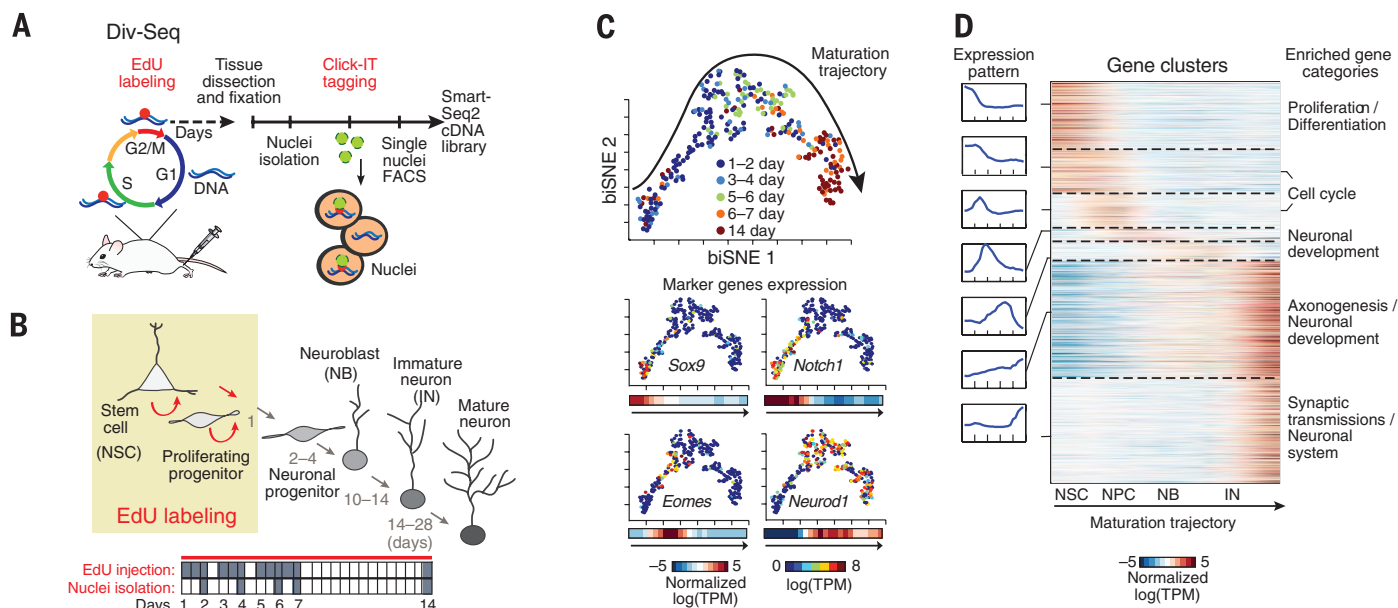 A
Div-Seq
EdU
labeling
Tissue
dissection
and fixation
Click-IT
tagging
Days
Nuclei
isolation
Single
nuclei
FACS
Smart-
Seq2
cDNA
library
G2/M
S
G1
DNA
Nuclei
B
Stem
cell
(NSC)
Proliferating
progenitor
EdU labeling
1
Neuroblast
(NB)
2–4
Neuronal
progenitor
Immature
neuron
(IN)
10–14
Mature
neuron
14–28
(days)
EdU injection:
Nuclei isolation:
Days 1 2 3 4 5 6 7 14
C
Maturation
trajectory
biSNE 2
1–2 day
3–4 day
5–6 day
6–7 day
14 day
biSNE 1
Marker genes expression
Sox9
Notch1
Eomes
Neurod1
−5 5
Normalized
log(TPM)
0 8
log(TPM)
D
Expression
pattern
Gene clusters
Enriched gene
categories
Proliferation /
Differentiation
Cell cycle
Neuronal
development
Axonogenesis /
Neuronal
development
Synaptic
transmissions /
Neuronal
system
NSC NPC NB IN
Maturation trajectory
−5 5
Normalized
log(TPM)